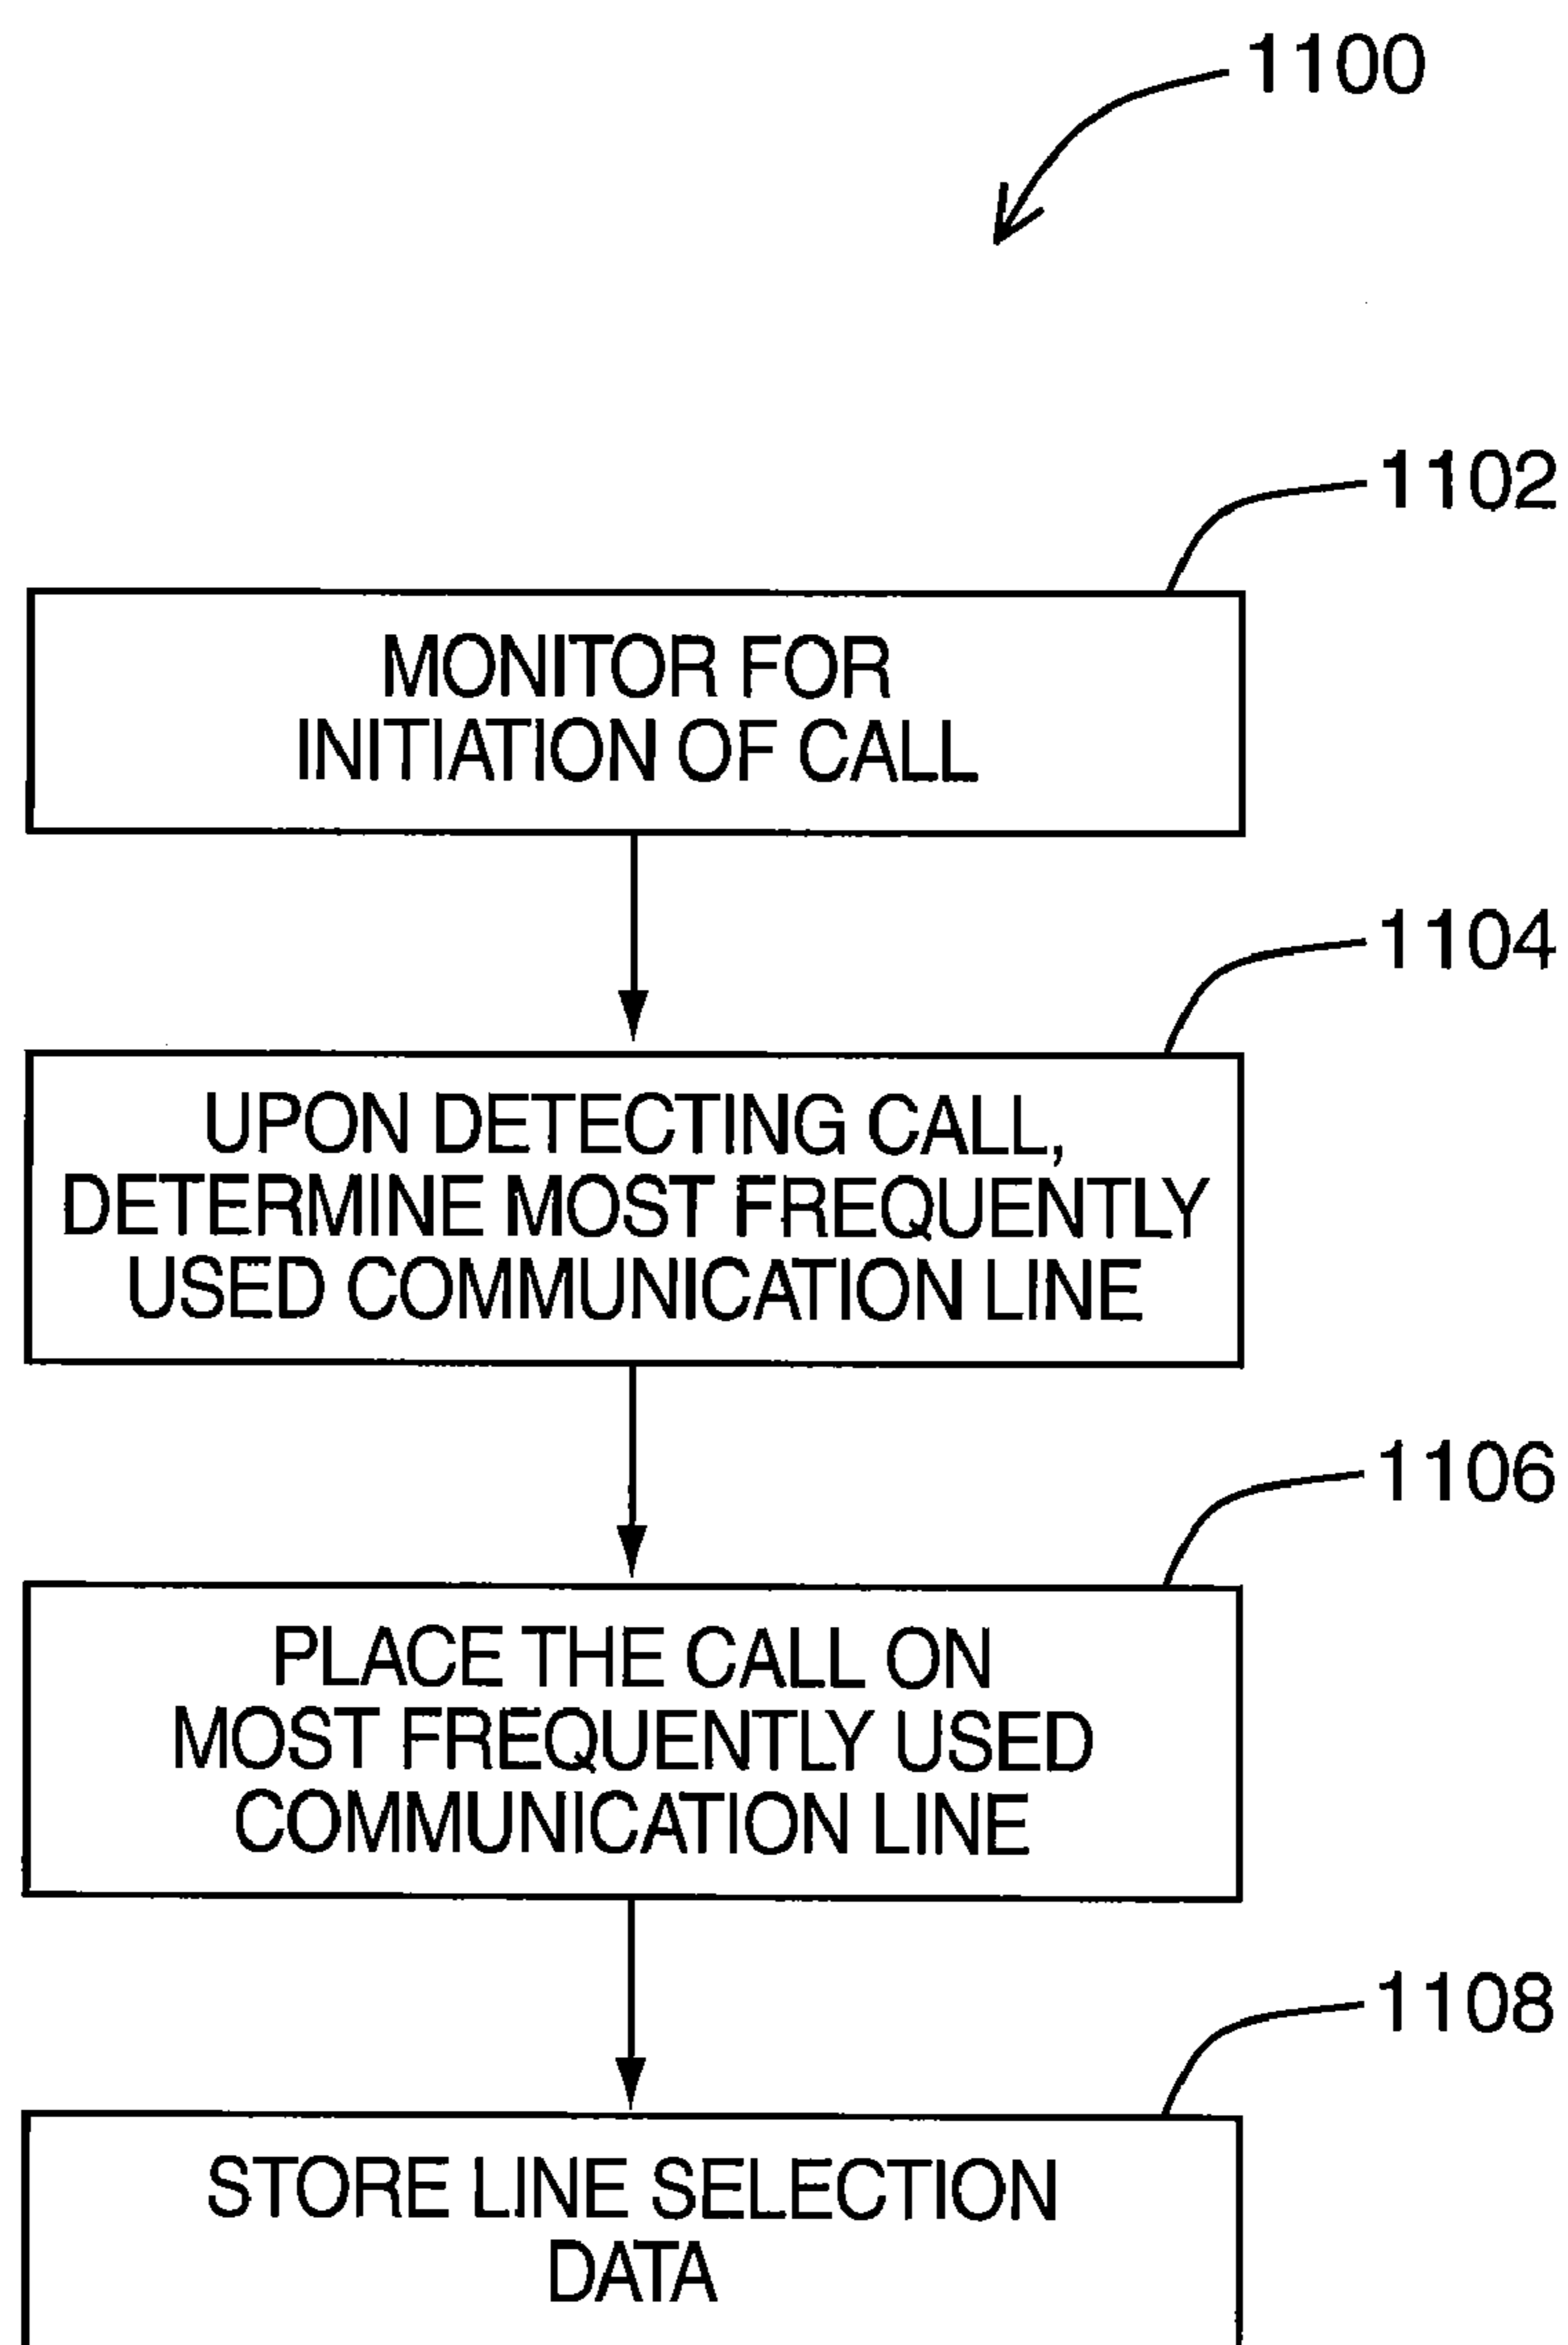 1100
1102
MONITOR FOR
INITIATION OF CALL
1104
UPON DETECTING CALL,
DETERMINE MOST FREQUENTLY
USED COMMUNICATION LINE
1106
PLACE THE CALL ON
MOST FREQUENTLY USED
COMMUNICATION LINE
1108
STORE LINE SELECTION
DATA